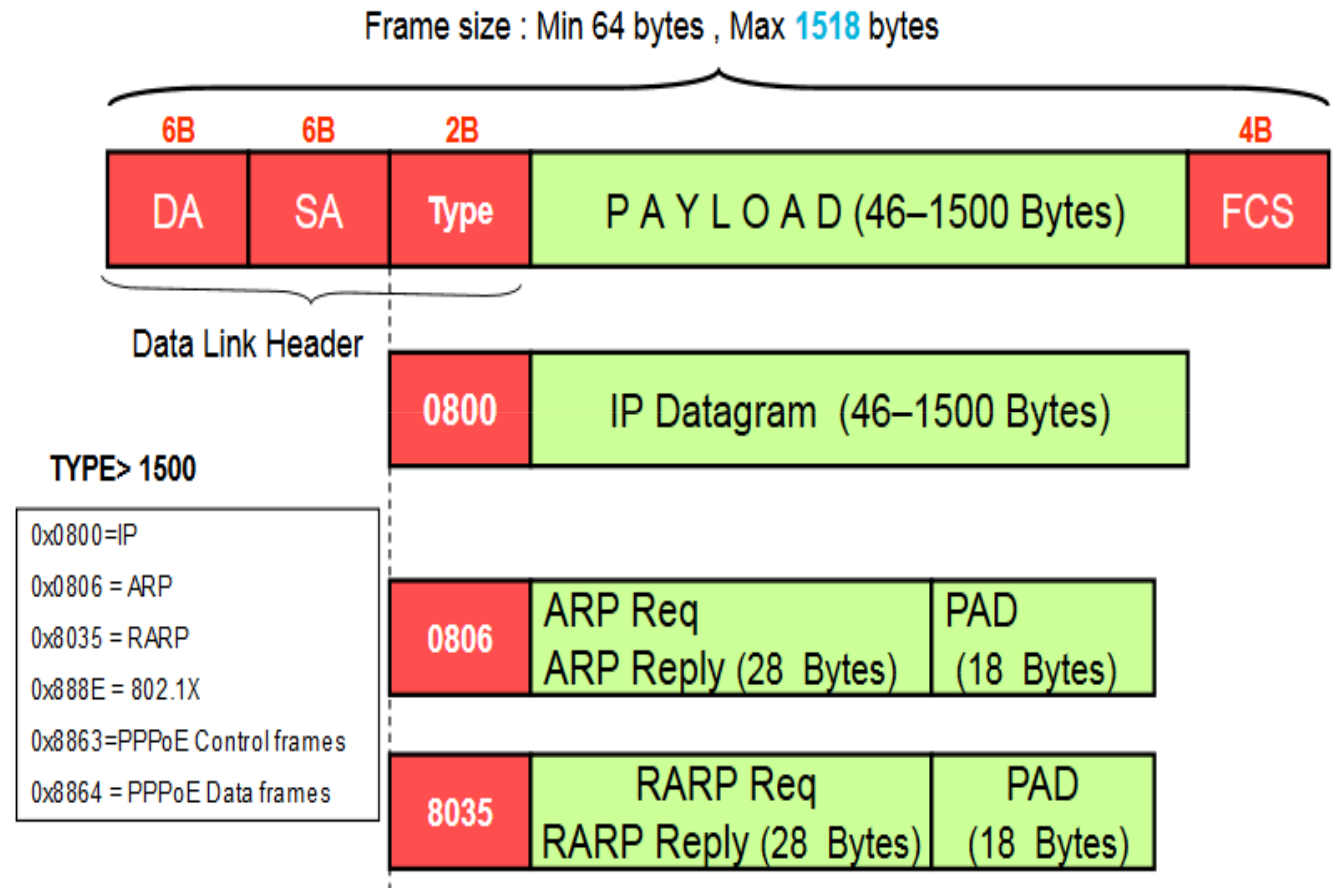 Frame size : Min 64 bytes , Max 1518 bytes
6B 6B 2B 4B
DA SA Type P A Y L O A D (46–1500 Bytes) FCS
Data Link Header
0800 IP Datagram (46–1500 Bytes)
TYPE> 1500
0x0800=IP
0x0806 = ARP
0x8035 = RARP
0x888E = 802.1X
0x8863=PPPoE Control frames
0x8864 = PPPoE Data frames
0806
ARP Req
ARP Reply (28 Bytes)
PAD
(18 Bytes)
8035
RARP Req
RARP Reply (28 Bytes)
PAD
(18 Bytes)